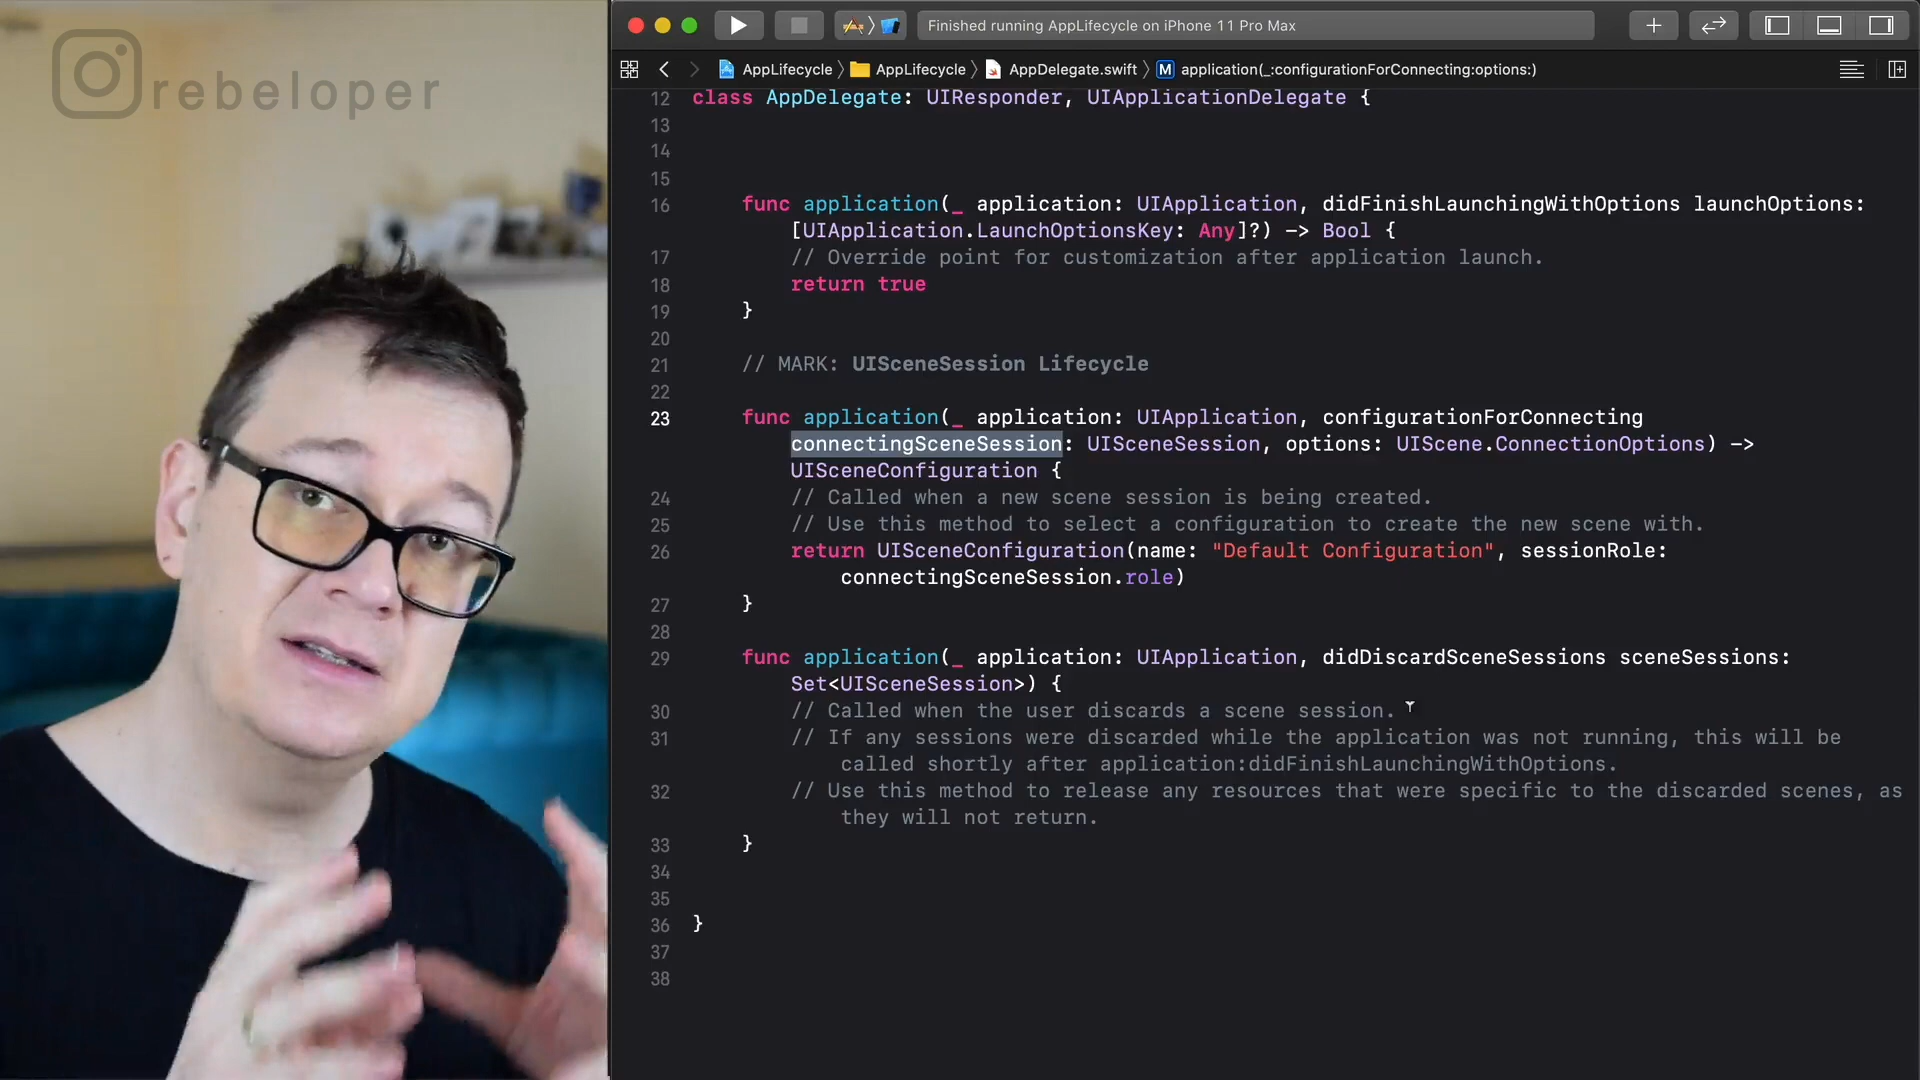 rebeloper
Finished running AppLifecycle on iPhone 11 Pro Max
AppLifecycle AppLifecycle AppDelegate.swift M application(_:configurationForConnecting:options:)
12 class AppDelegate: UIResponder, UIApplicationDelegate {
13
14
15
16 func application(_ application: UIApplication, didFinishLaunchingWithOptions launchOptions:
[UIApplication.LaunchOptionsKey: Any]?) -> Bool {
17 // Override point for customization after application launch.
18 return true
19 }
20
21 // MARK: UISceneSession Lifecycle
22
23 func application(_ application: UIApplication, configurationForConnecting
connectingSceneSession: UISceneSession, options: UIScene.ConnectionOptions) ->
UISceneConfiguration {
24 // Called when a new scene session is being created.
25 // Use this method to select a configuration to create the new scene with.
26 return UISceneConfiguration(name: "Default Configuration", sessionRole:
connectingSceneSession.role)
27 }
28
29 func application(_ application: UIApplication, didDiscardSceneSessions sceneSessions:
Set<UISceneSession>) {
30 // Called when the user discards a scene session.
31 // If any sessions were discarded while the application was not running, this will be
called shortly after application:didFinishLaunchingWithOptions.
32 // Use this method to release any resources that were specific to the discarded scenes, as
they will not return.
33 }
34
35
36 }
37
38